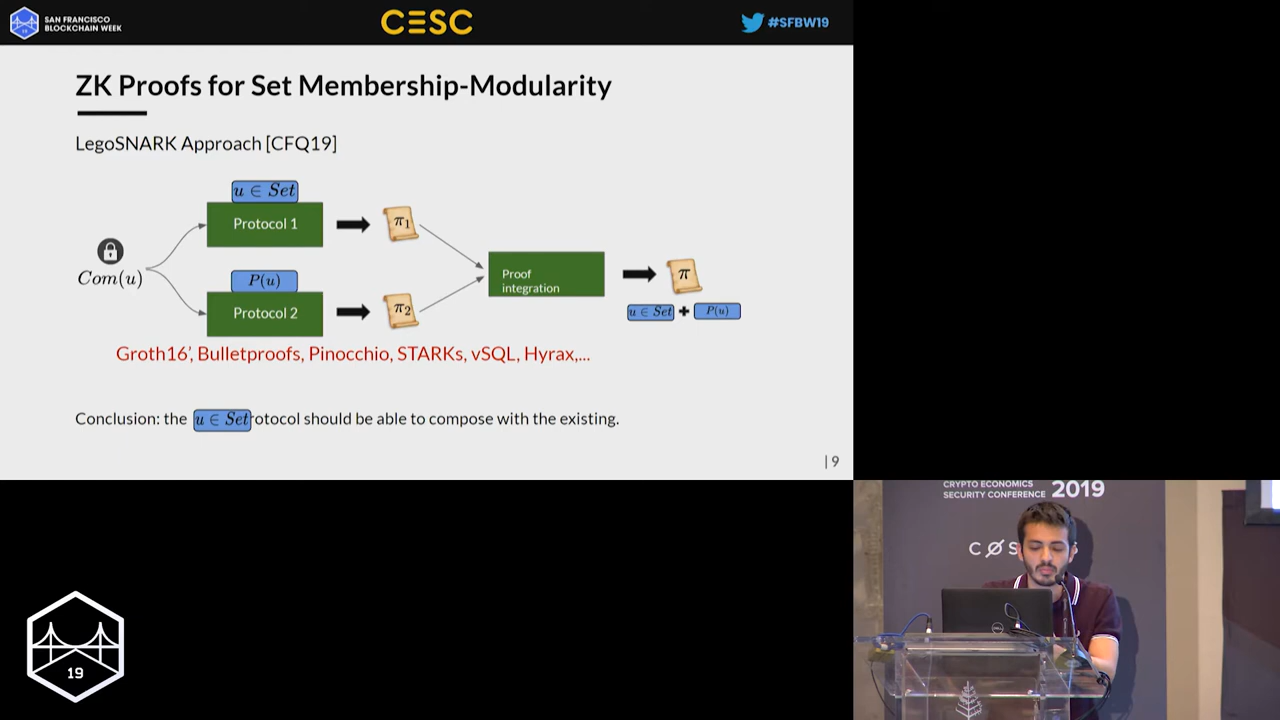 SAN FRANCISCO
BLOCKCHAIN WEEK
19
CESC
#SFBW19
ZK Proofs for Set Membership-Modularity
LegoSNARK Approach [CFQ19]
u ∈ Set
Protocol 1
π₁
Com(u)
P(u)
Protocol 2
π₂
Proof
integration
π
u ∈ Set + P(u)
Groth16’, Bulletproofs, Pinocchio, STARKs, vSQL, Hyrax,...
Conclusion: the u ∈ Set rotocol should be able to compose with the existing.
| 9
CRYPTO ECONOMICS
SECURITY CONFERENCE 2019
DELL
19